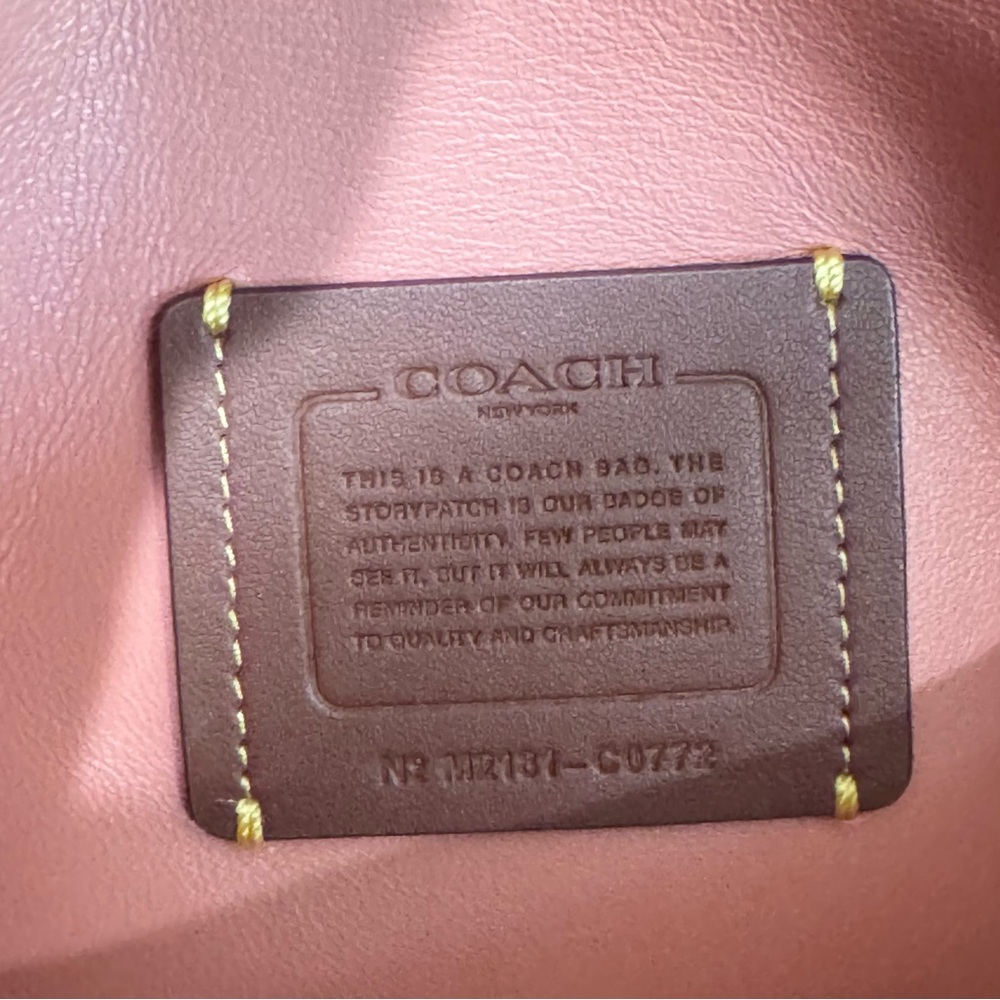 COACH
NEW YORK
THIS IS A COACH BAG. THE
STORYPATCH IS OUR BADGE OF
AUTHENTICITY. FEW PEOPLE MAY
SEE IT, BUT IT WILL ALWAYS BE A
REMINDER OF OUR COMMITMENT
TO QUALITY AND CRAFTSMANSHIP.
Nº M2131-C0772